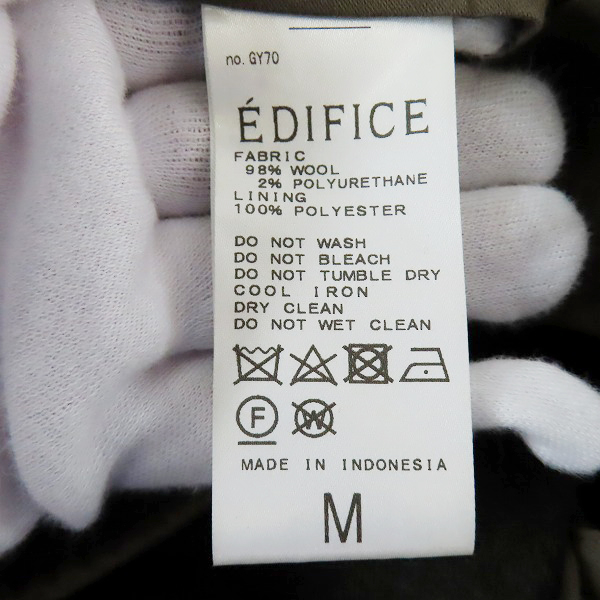 no. GY70
ÉDIFICE
FABRIC
98% WOOL
2% POLYURETHANE
LINING
100% POLYESTER
DO NOT WASH
DO NOT BLEACH
DO NOT TUMBLE DRY
COOL IRON
DRY CLEAN
DO NOT WET CLEAN
F W
MADE IN INDONESIA
M